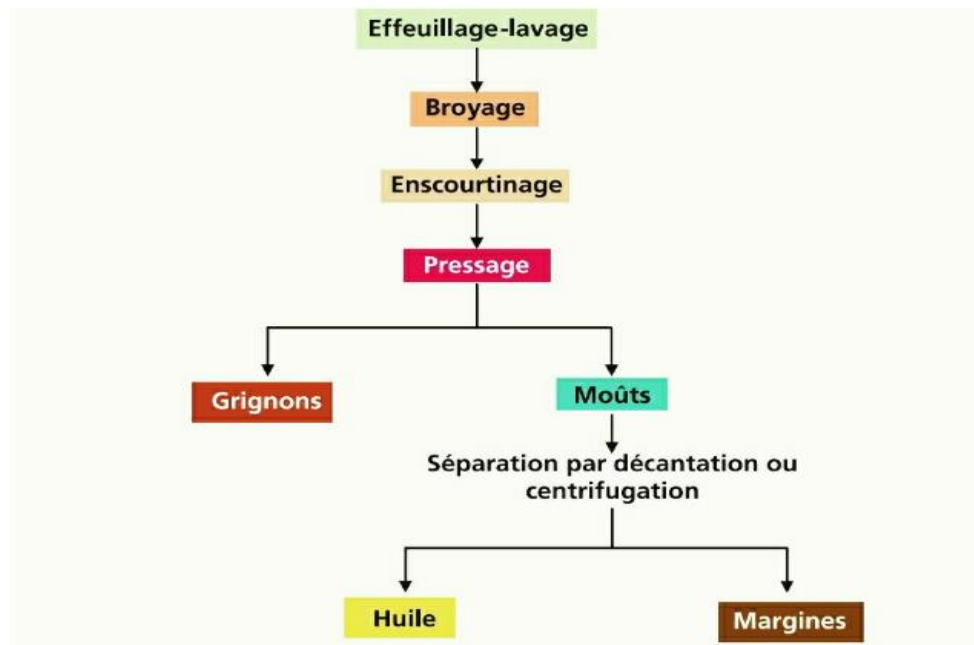 Effeuillage-lavage
Broyage
Enscourtinage
Pressage
Grignons
Moûts
Séparation par décantation ou
centrifugation
Huile
Margines